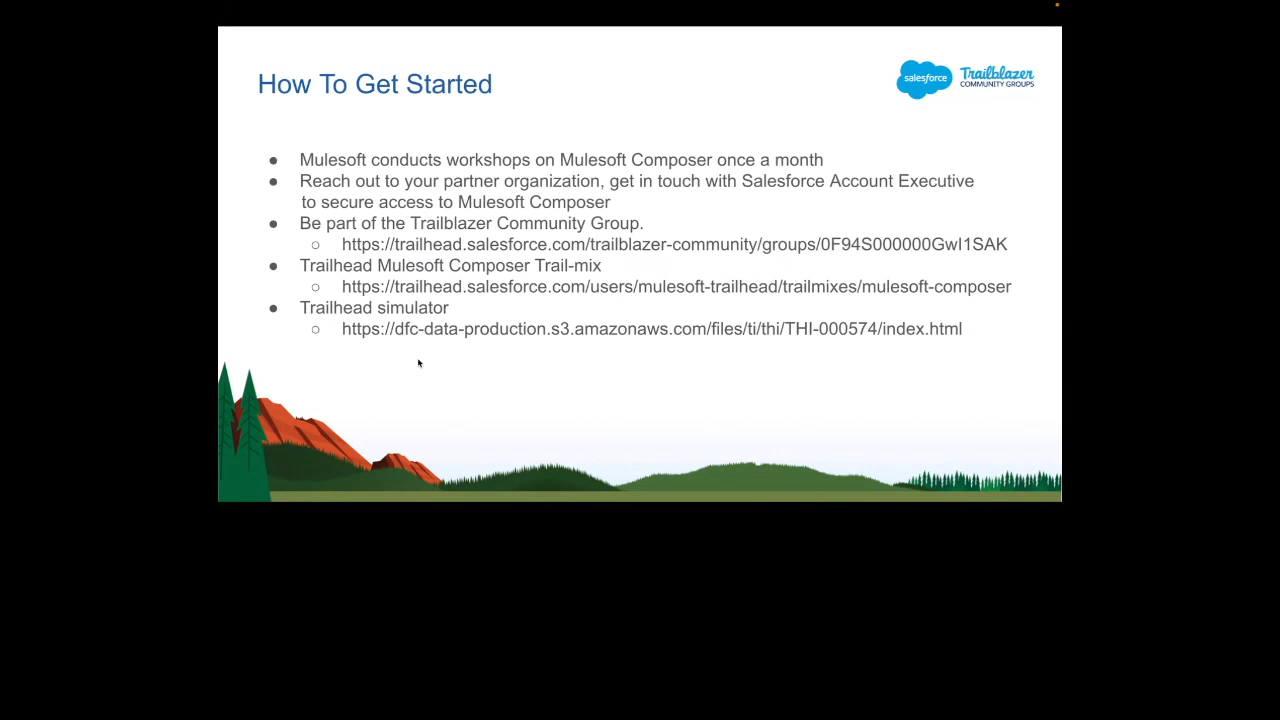 How To Get Started
salesforce
Trailblazer
COMMUNITY GROUPS
● Mulesoft conducts workshops on Mulesoft Composer once a month
● Reach out to your partner organization, get in touch with Salesforce Account Executive
to secure access to Mulesoft Composer
● Be part of the Trailblazer Community Group.
○ https://trailhead.salesforce.com/trailblazer-community/groups/0F94S000000GwI1SAK
● Trailhead Mulesoft Composer Trail-mix
○ https://trailhead.salesforce.com/users/mulesoft-trailhead/trailmixes/mulesoft-composer
● Trailhead simulator
○ https://dfc-data-production.s3.amazonaws.com/files/ti/thi/THI-000574/index.html